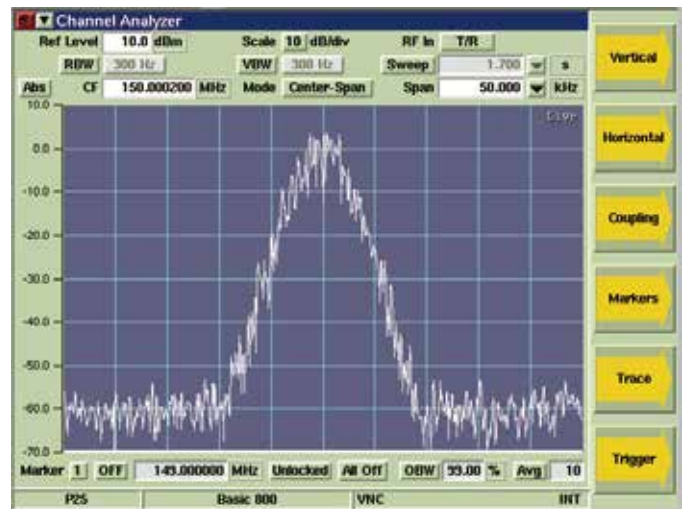 Channel Analyzer
Ref Level 10.0 dBm Scale 10 dB/div RF In T/R
RBW 300 Hz VBW 300 Hz Sweep 1.700 s
Abs CF 150.000200 MHz Mode Center-Span Span 50.000 kHz
Live
10.0
0.0
-10.0
-20.0
-30.0
-40.0
-50.0
-60.0
-70.0
Marker 1 OFF 149.000000 MHz Unlocked All Off OBW 99.00 % Avg 10
P25 Basic 800 VNC INT
Vertical
Horizontal
Coupling
Markers
Trace
Trigger